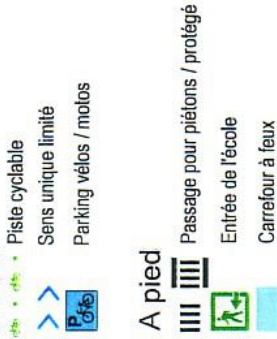 Piste cyclable
Sens unique limité
P
Parking vélos / motos
A pied
Passage pour piétons / protégé
Entrée de l'école
Carrefour à feux